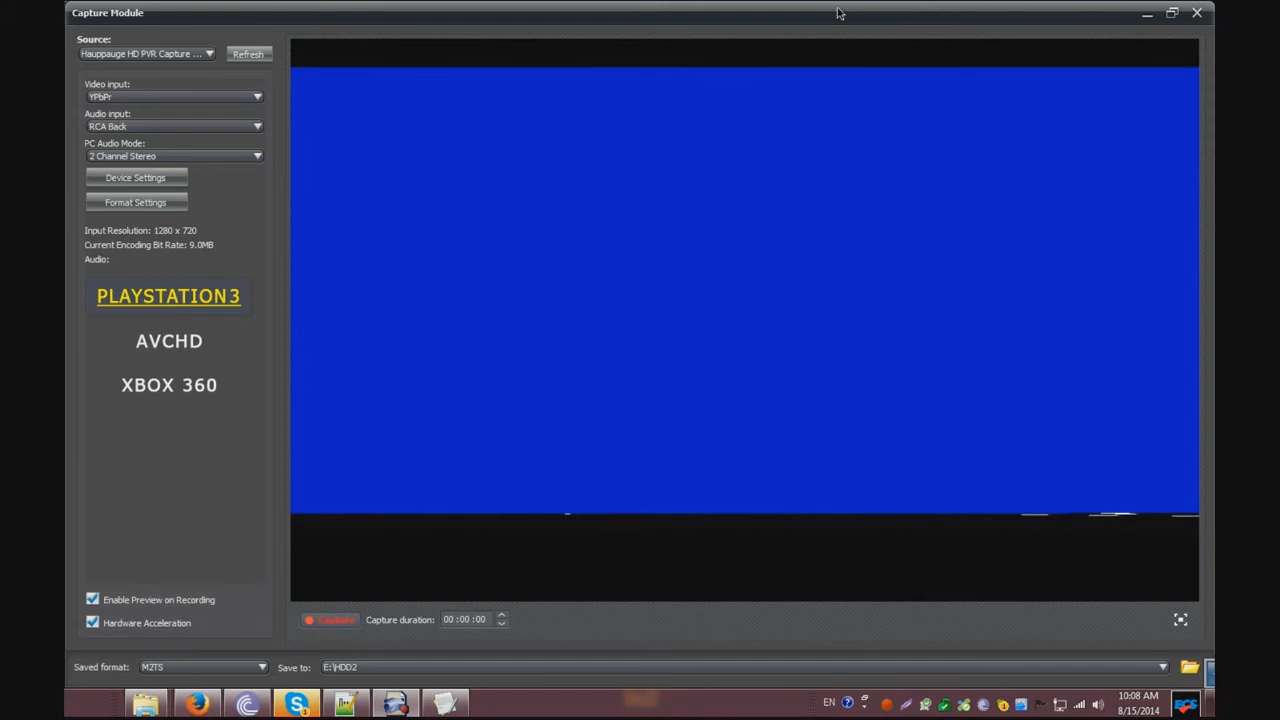 Capture Module
Source:
Hauppauge HD PVR Capture ...
Refresh
Video input:
YPbPr
Audio input:
RCA Back
PC Audio Mode:
2 Channel Stereo
Device Settings
Format Settings
Input Resolution: 1280 x 720
Current Encoding Bit Rate: 9.0MB
Audio:
PLAYSTATION3
AVCHD
XBOX 360
Enable Preview on Recording
Hardware Acceleration
Capture
Capture duration:
00 :00 : 00
Saved format:
M2TS
Save to:
E:\HDD2
EN
10:08 AM
8/15/2014
ECS